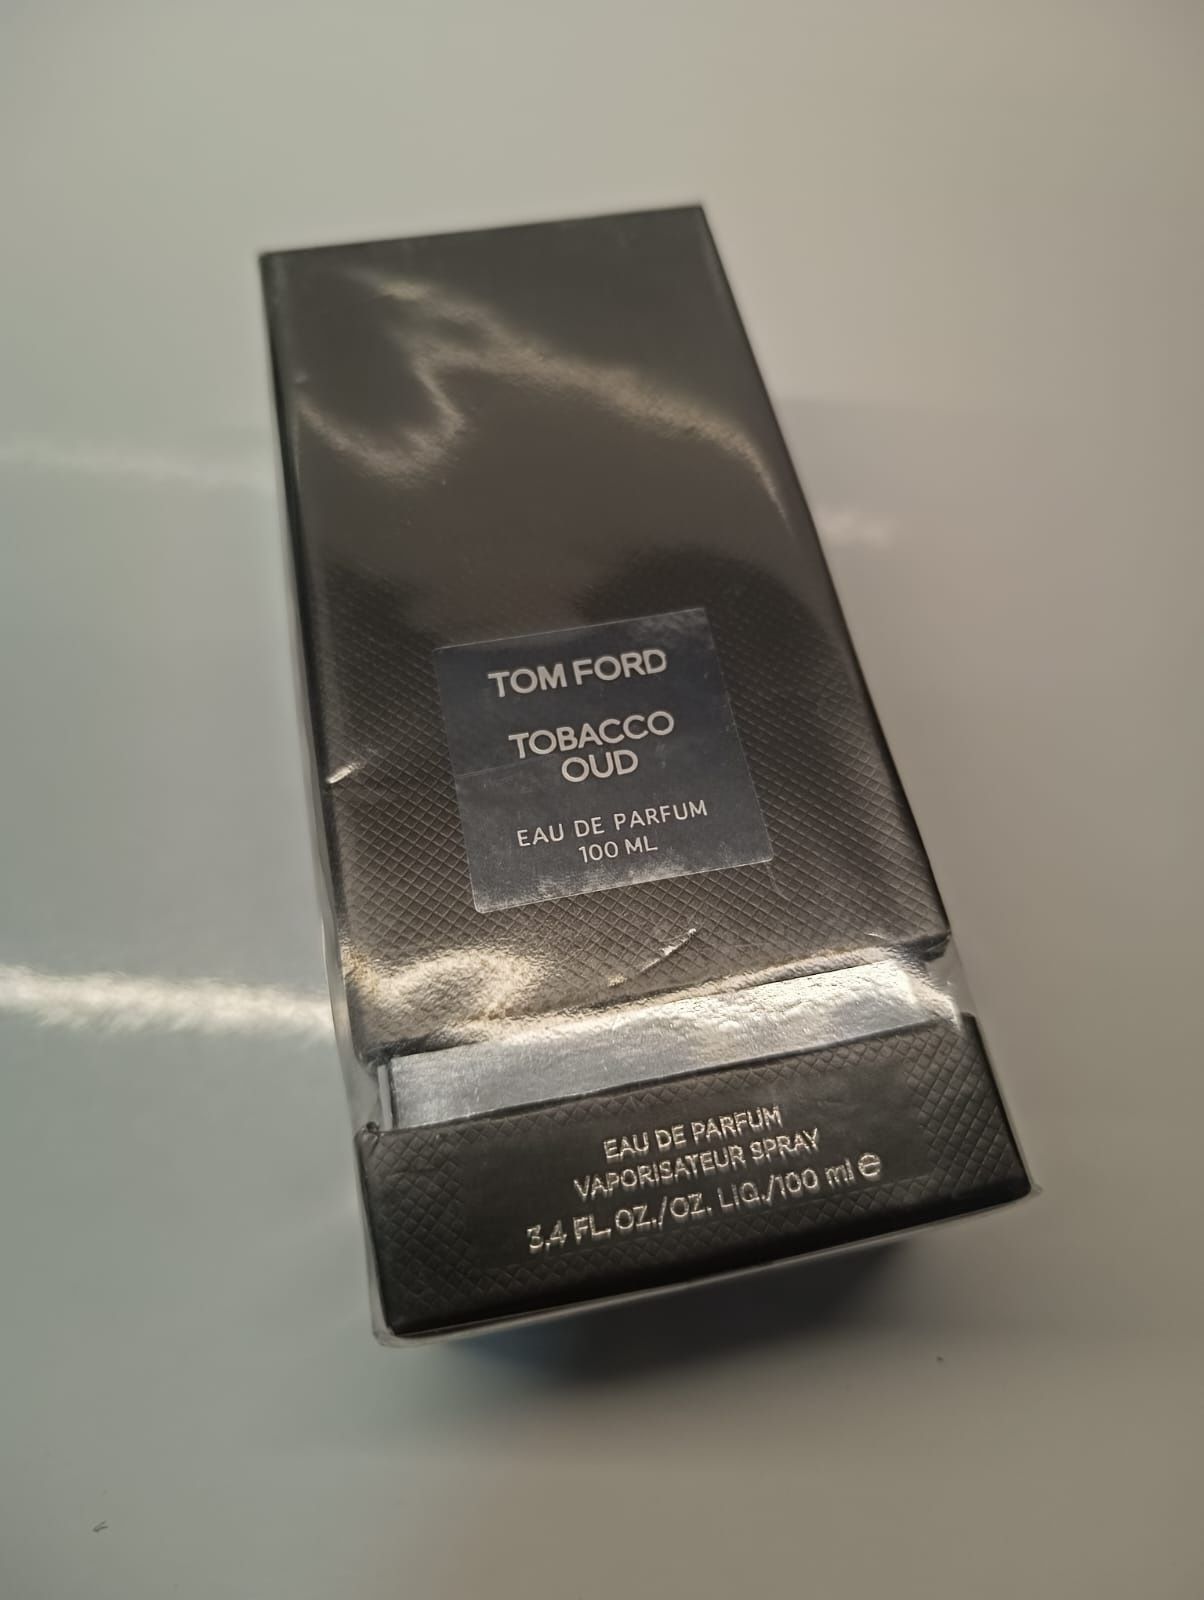 TOM FORD
TOBACCO
OUD
EAU DE PARFUM
100 ML
EAU DE PARFUM
VAPORISATEUR SPRAY
3,4 FL. OZ./OZ. LIQ./100 ml ℮